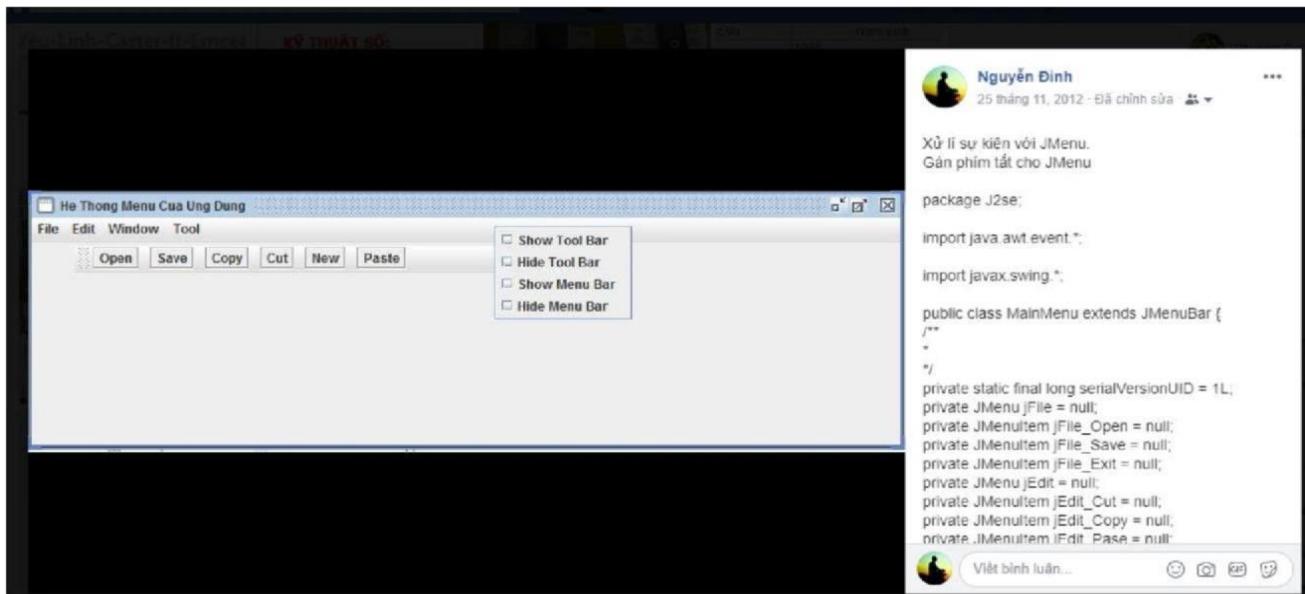 KỸ THUẬT SỐ:
He Thong Menu Cua Ung Dung
File Edit Window Tool
Open Save Copy Cut New Paste
Show Tool Bar
Hide Tool Bar
Show Menu Bar
Hide Menu Bar
Nguyễn Đinh
25 tháng 11, 2012 · Đã chỉnh sửa ·
Xử lí sự kiện với JMenu.
Gán phím tắt cho JMenu
package J2se;
import java.awt.event.*;
import javax.swing.*;
public class MainMenu extends JMenuBar {
/**
*
*/
private static final long serialVersionUID = 1L;
private JMenu jFile = null;
private JMenuItem jFile_Open = null;
private JMenuItem jFile_Save = null;
private JMenuItem jFile_Exit = null;
private JMenu jEdit = null;
private JMenuItem jEdit_Cut = null;
private JMenuItem jEdit_Copy = null;
private JMenuItem jEdit_Pase = null;
Viết bình luận...
GIF